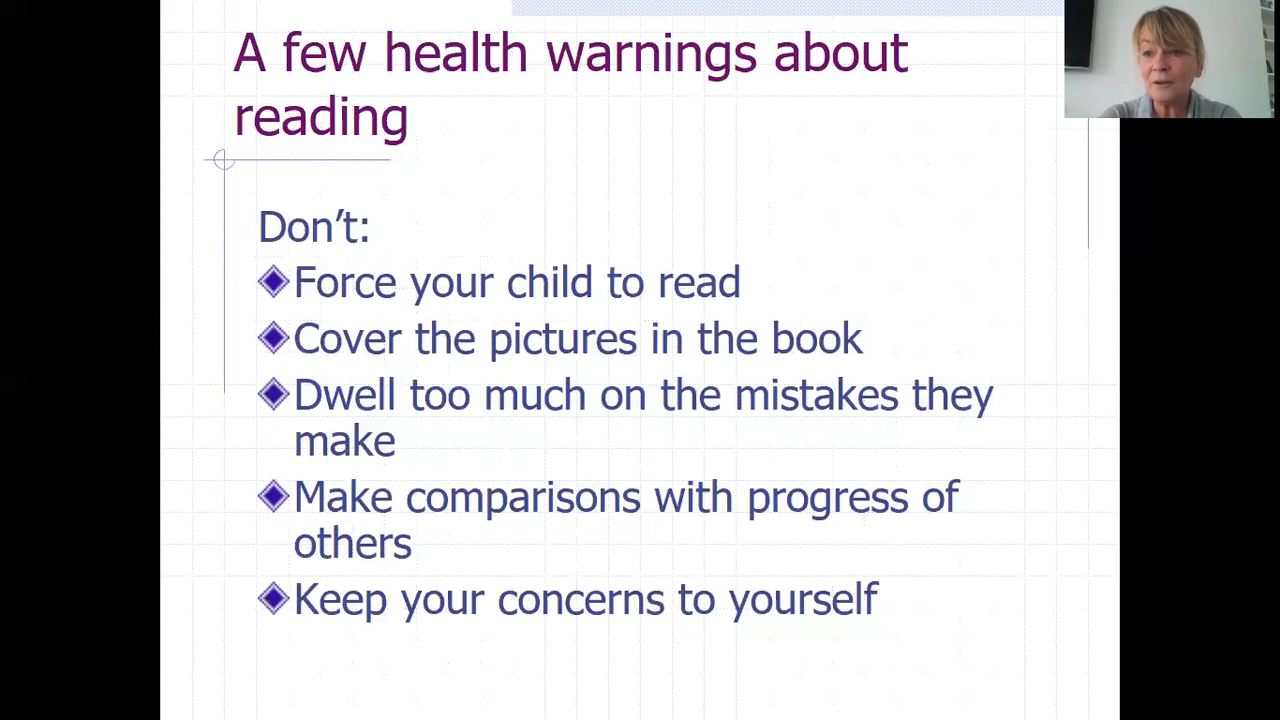 A few health warnings about
reading
Don’t:
Force your child to read
Cover the pictures in the book
Dwell too much on the mistakes they
make
Make comparisons with progress of
others
Keep your concerns to yourself